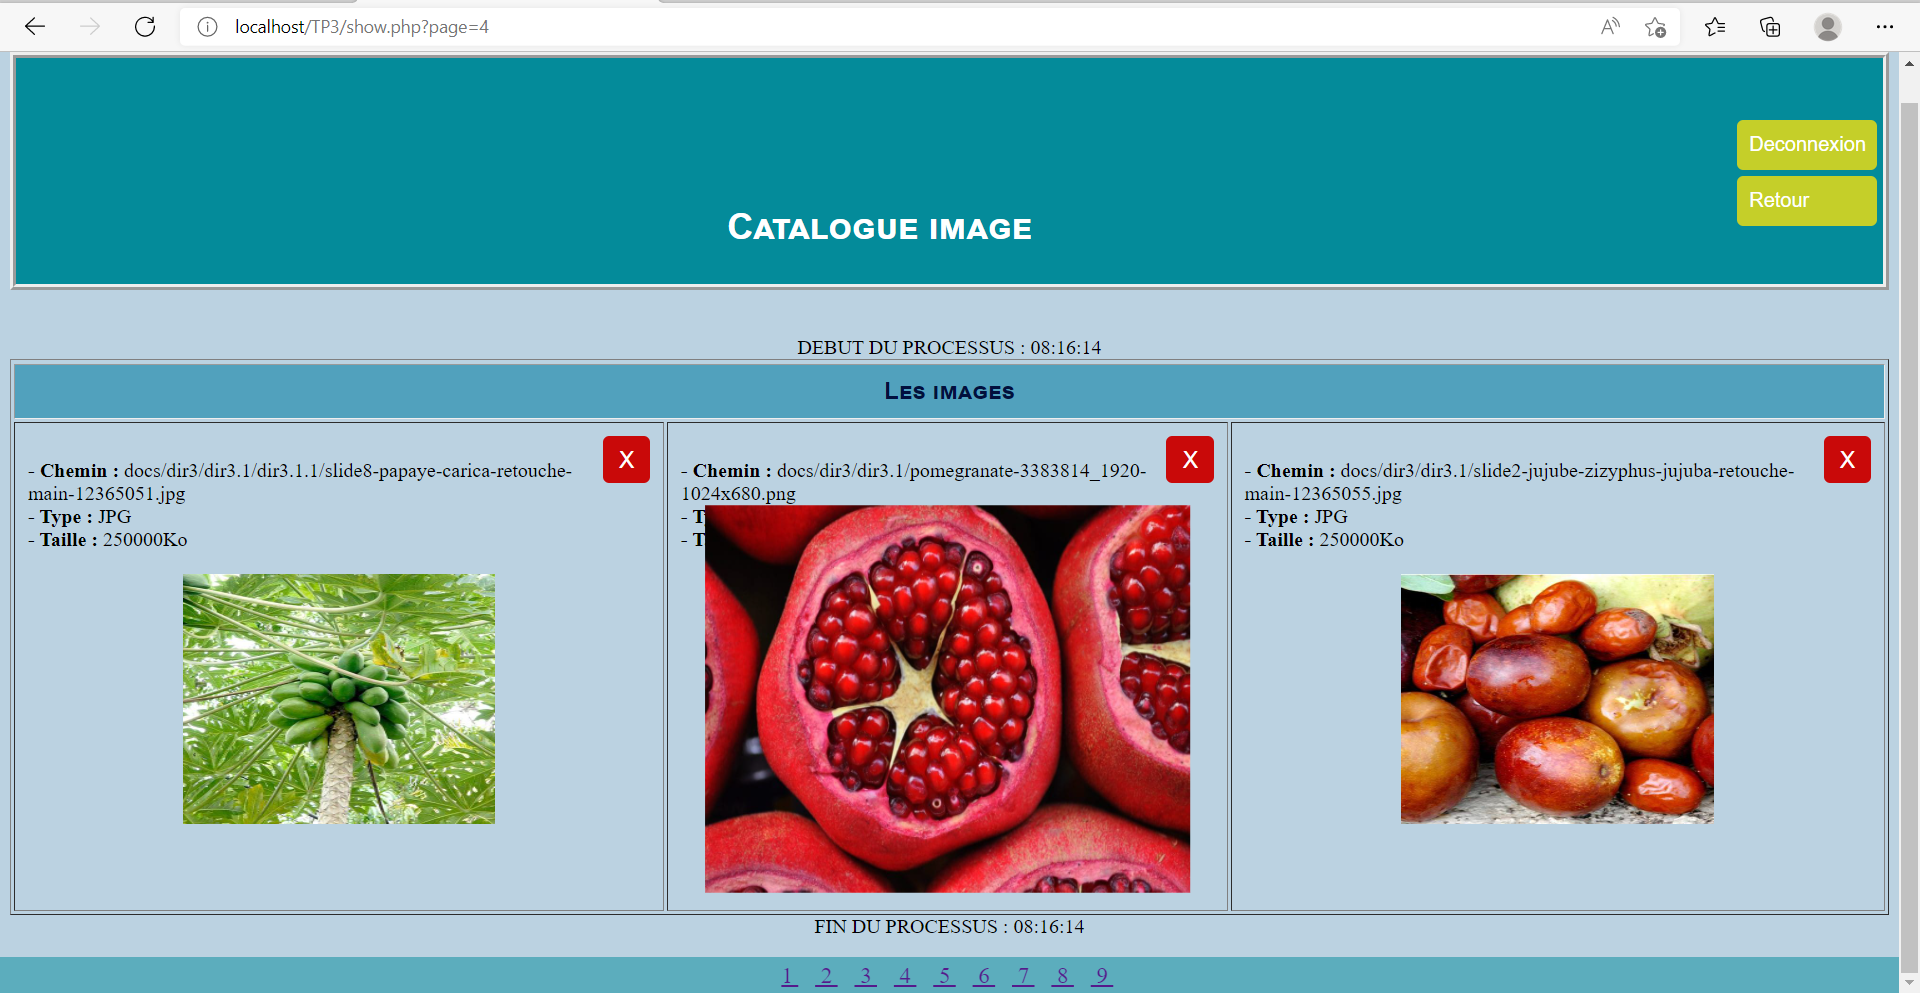 localhost/TP3/show.php?page=4
Deconnexion
Retour
Catalogue image
DEBUT DU PROCESSUS : 08:16:14
Les images
X
- Chemin : docs/dir3/dir3.1/dir3.1.1/slide8-papaye-carica-retouche-
main-12365051.jpg
- Type : JPG
- Taille : 250000Ko
X
- Chemin : docs/dir3/dir3.1/pomegranate-3383814_1920-
1024x680.png
- T
- T
X
- Chemin : docs/dir3/dir3.1/slide2-jujube-zizyphus-jujuba-retouche-
main-12365055.jpg
- Type : JPG
- Taille : 250000Ko
FIN DU PROCESSUS : 08:16:14
1 2 3 4 5 6 7 8 9